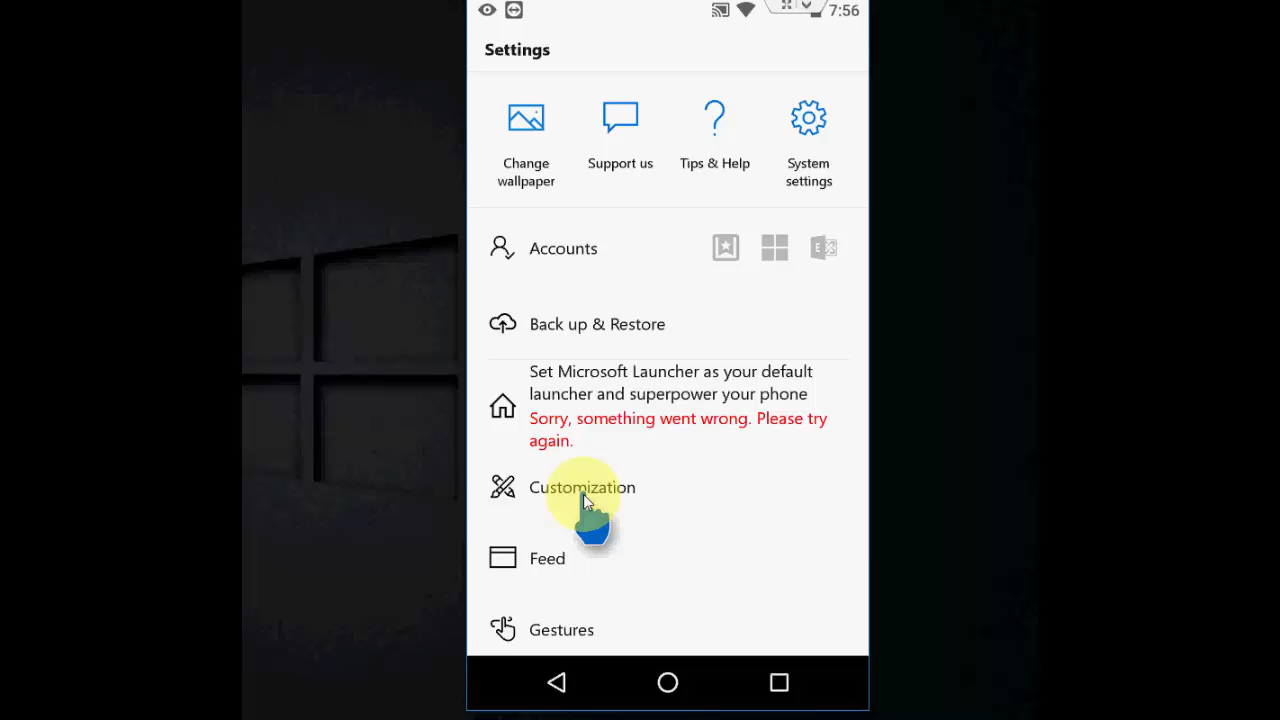 7:56
Settings
Change
wallpaper
Support us
Tips & Help
System
settings
Accounts
Back up & Restore
Set Microsoft Launcher as your default
launcher and superpower your phone
Sorry, something went wrong. Please try
again.
Customization
Feed
Gestures